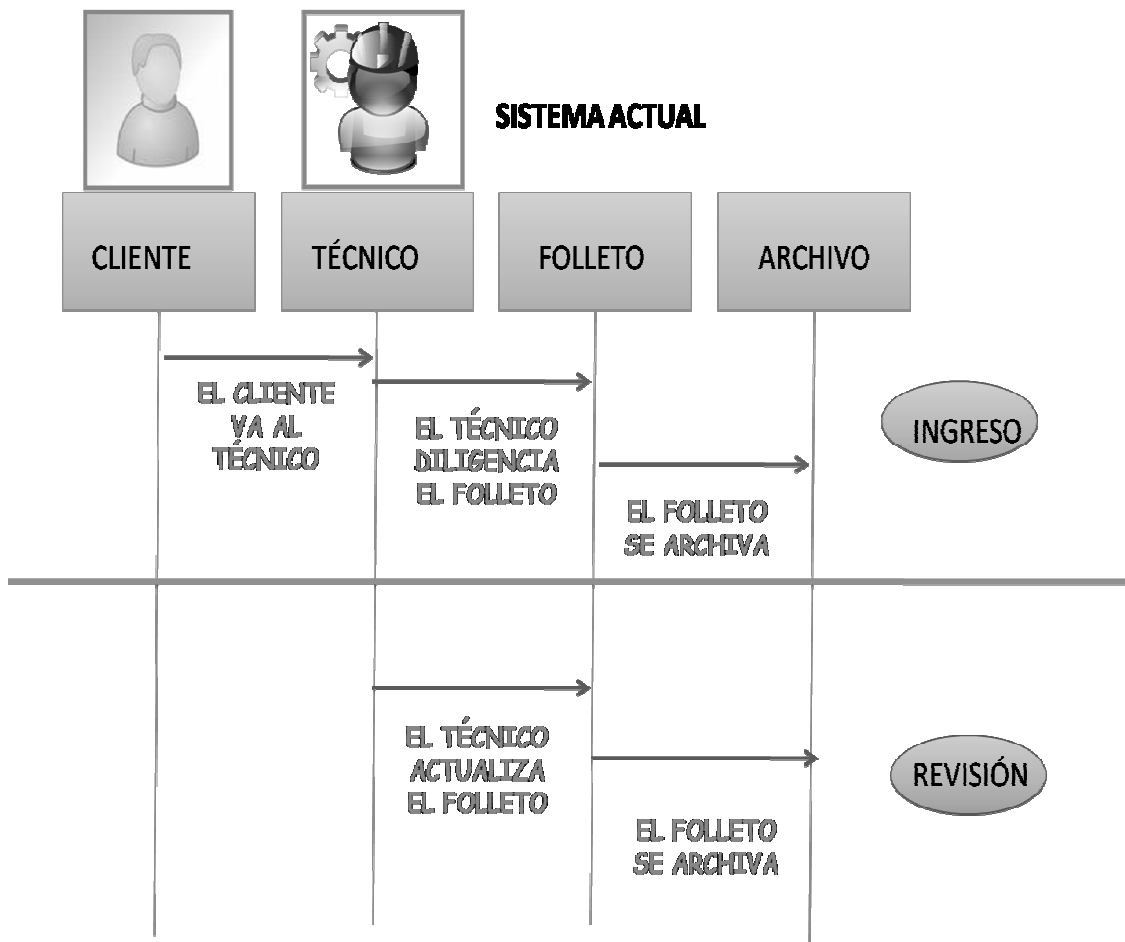 SISTEMA ACTUAL
CLIENTE
TÉCNICO
FOLLETO
ARCHIVO
EL CLIENTE
VA AL
TÉCNICO
EL TÉCNICO
DILIGENCIA
EL FOLLETO
EL FOLLETO
SE ARCHIVA
INGRESO
EL TÉCNICO
ACTUALIZA
EL FOLLETO
EL FOLLETO
SE ARCHIVA
REVISIÓN